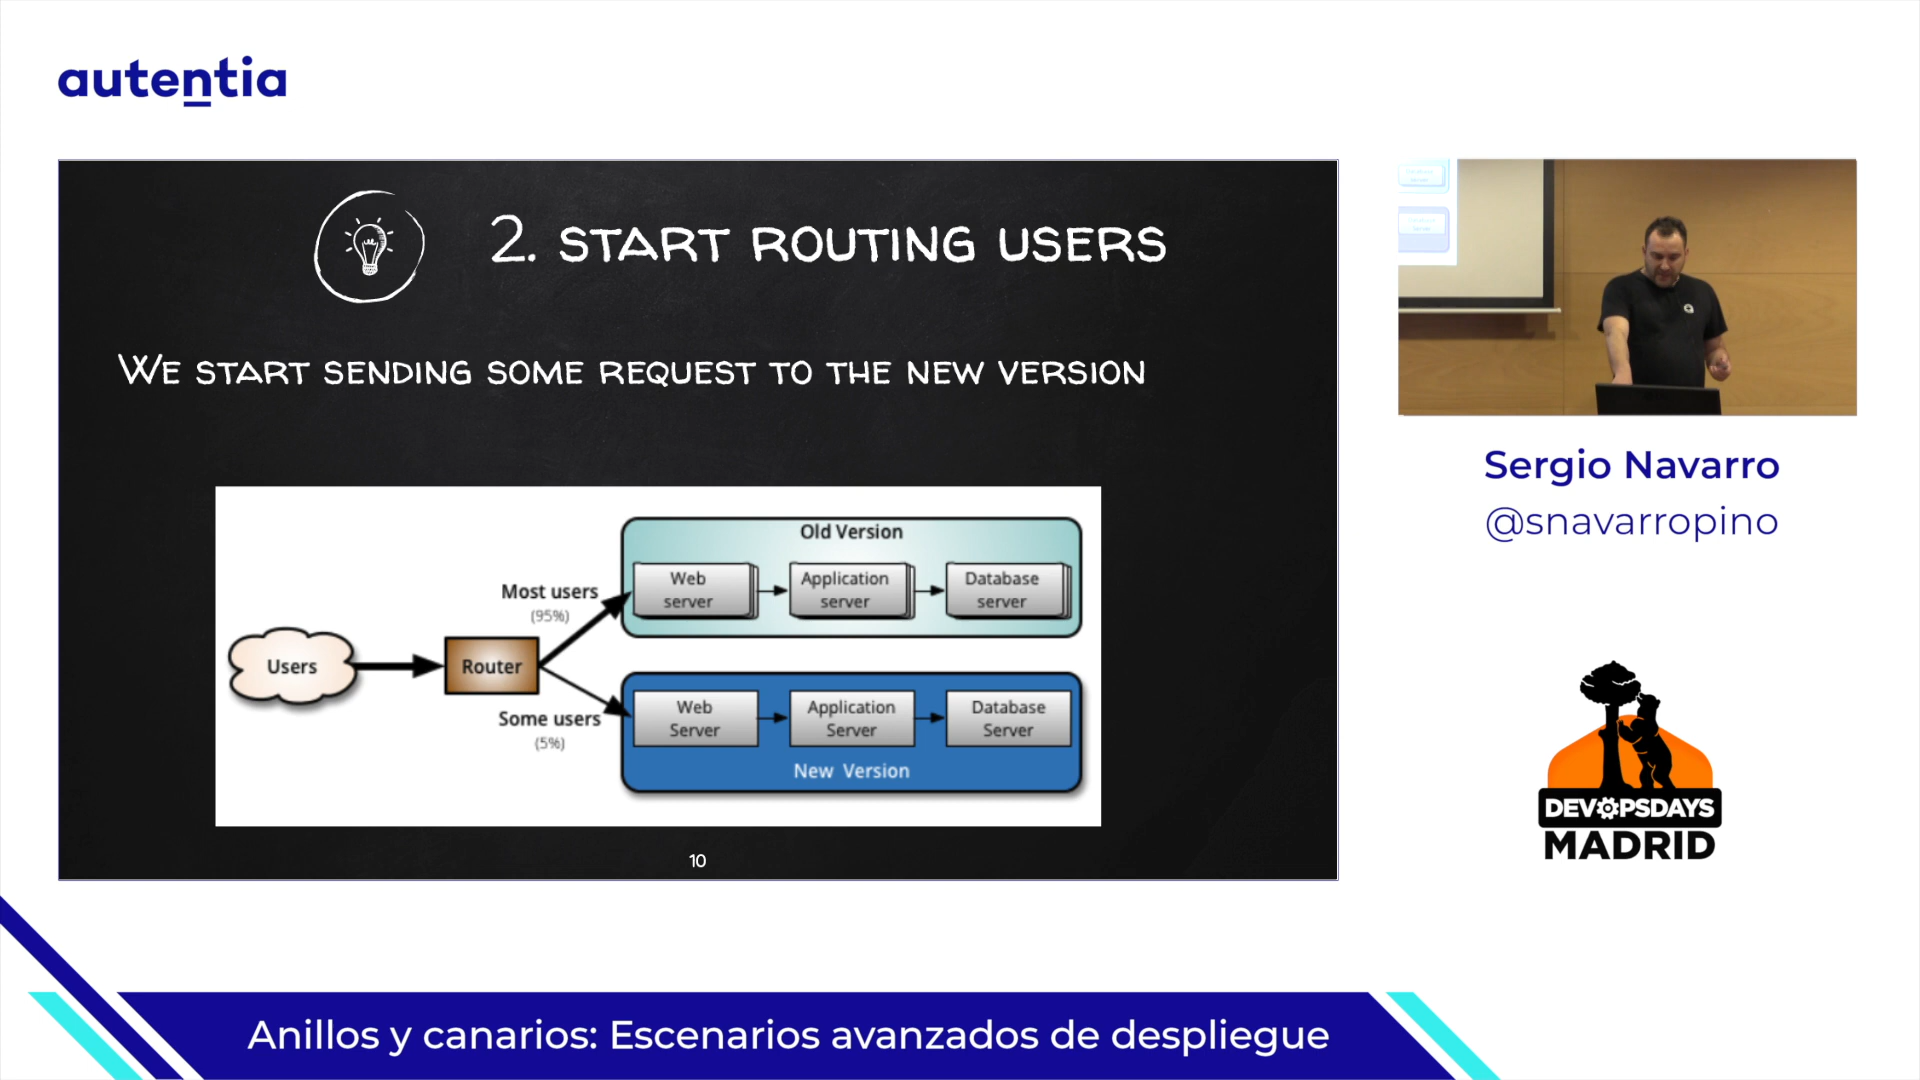 autentia
2. START ROUTING USERS
WE START SENDING SOME REQUEST TO THE NEW VERSION
Old Version
Web server
Application server
Database server
Most users
(95%)
Users
Router
Some users
(5%)
Web Server
Application Server
Database Server
New Version
10
Sergio Navarro
@snavarropino
DEVOPSDAYS
MADRID
Anillos y canarios: Escenarios avanzados de despliegue